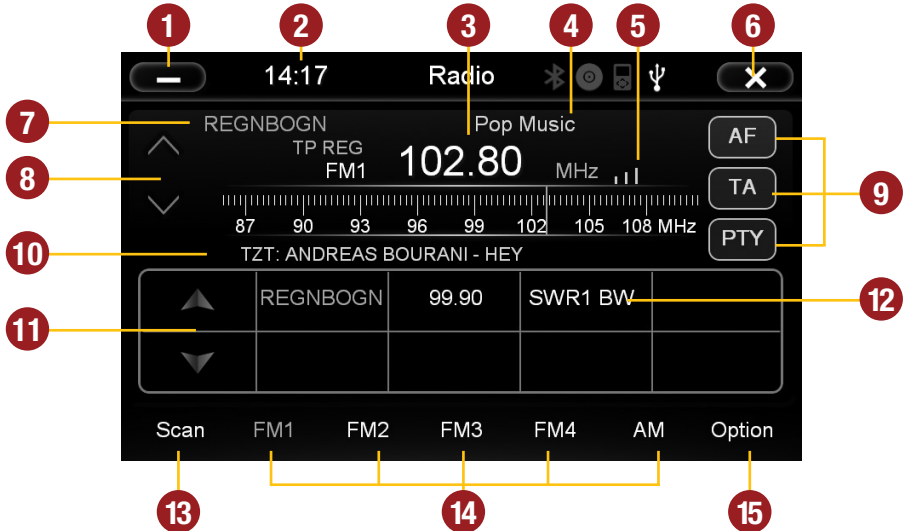 1 2 3 4 5 6
14:17 Radio
7 REGNBOGN Pop Music AF
TP REG
FM1 102.80 MHz
8 TA 9
87 90 93 96 99 102 105 108 MHz
PTY
10 TZT: ANDREAS BOURANI - HEY
REGNBOGN 99.90 SWR1 BW 12
11
Scan FM1 FM2 FM3 FM4 AM Option
13 14 15